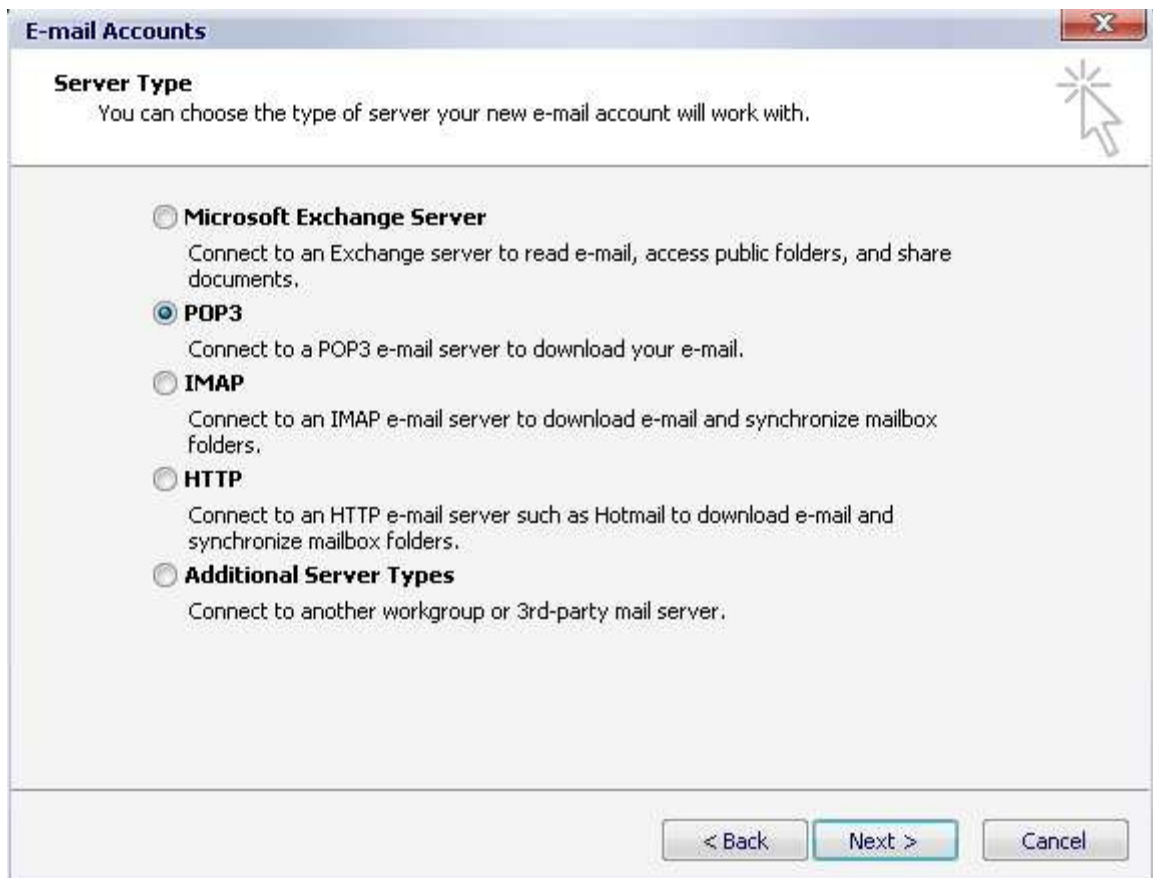 E-mail Accounts
Server Type
You can choose the type of server your new e-mail account will work with.
Microsoft Exchange Server
Connect to an Exchange server to read e-mail, access public folders, and share
documents.
POP3
Connect to a POP3 e-mail server to download your e-mail.
IMAP
Connect to an IMAP e-mail server to download e-mail and synchronize mailbox
folders.
HTTP
Connect to an HTTP e-mail server such as Hotmail to download e-mail and
synchronize mailbox folders.
Additional Server Types
Connect to another workgroup or 3rd-party mail server.
< Back Next > Cancel